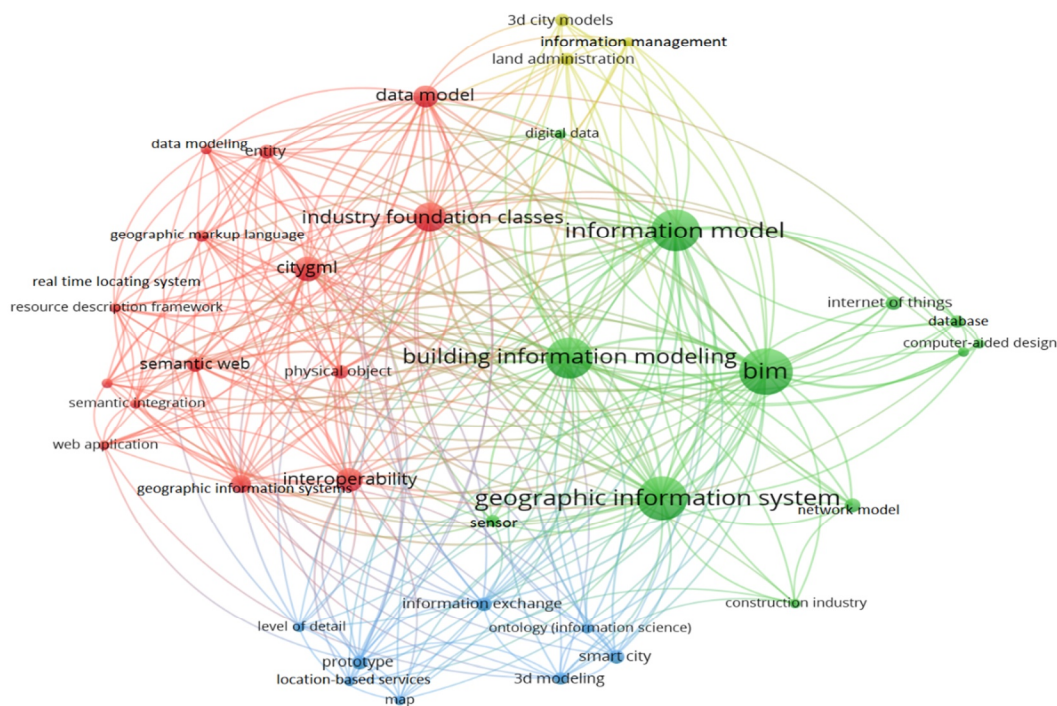 3d city models
information management
land administration
data model
digital data
data modeling
entity
industry foundation classes
information model
geographic markup language
citygml
real time locating system
resource description framework
internet of things
database
computer-aided design
building information modeling
bim
semantic web
physical object
semantic integration
web application
interoperability
geographic information systems
geographic information system
network model
sensor
information exchange
construction industry
level of detail
ontology (information science)
prototype
smart city
location-based services
3d modeling
map